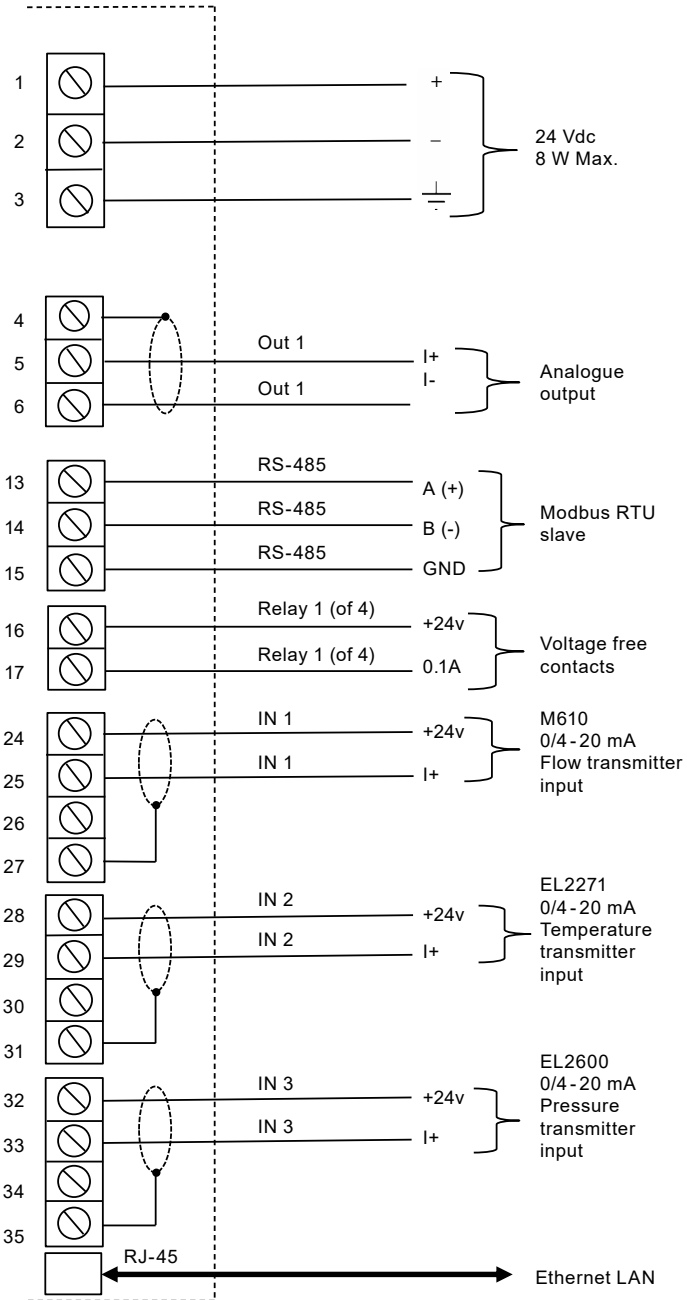 1
+
2
–
24 Vdc
8 W Max.
3
4
Out 1
5
I+
I-
Analogue
output
6
Out 1
13
RS-485
A (+)
14
RS-485
B (-)
Modbus RTU
slave
15
RS-485
GND
16
Relay 1 (of 4)
+24v
17
Relay 1 (of 4)
0.1A
Voltage free
contacts
24
IN 1
+24v
25
IN 1
I+
26
27
M610
0/4-20 mA
Flow transmitter
input
28
IN 2
+24v
29
IN 2
I+
30
31
EL2271
0/4-20 mA
Temperature
transmitter
input
32
IN 3
+24v
33
IN 3
I+
34
35
EL2600
0/4-20 mA
Pressure
transmitter
input
RJ-45
Ethernet LAN